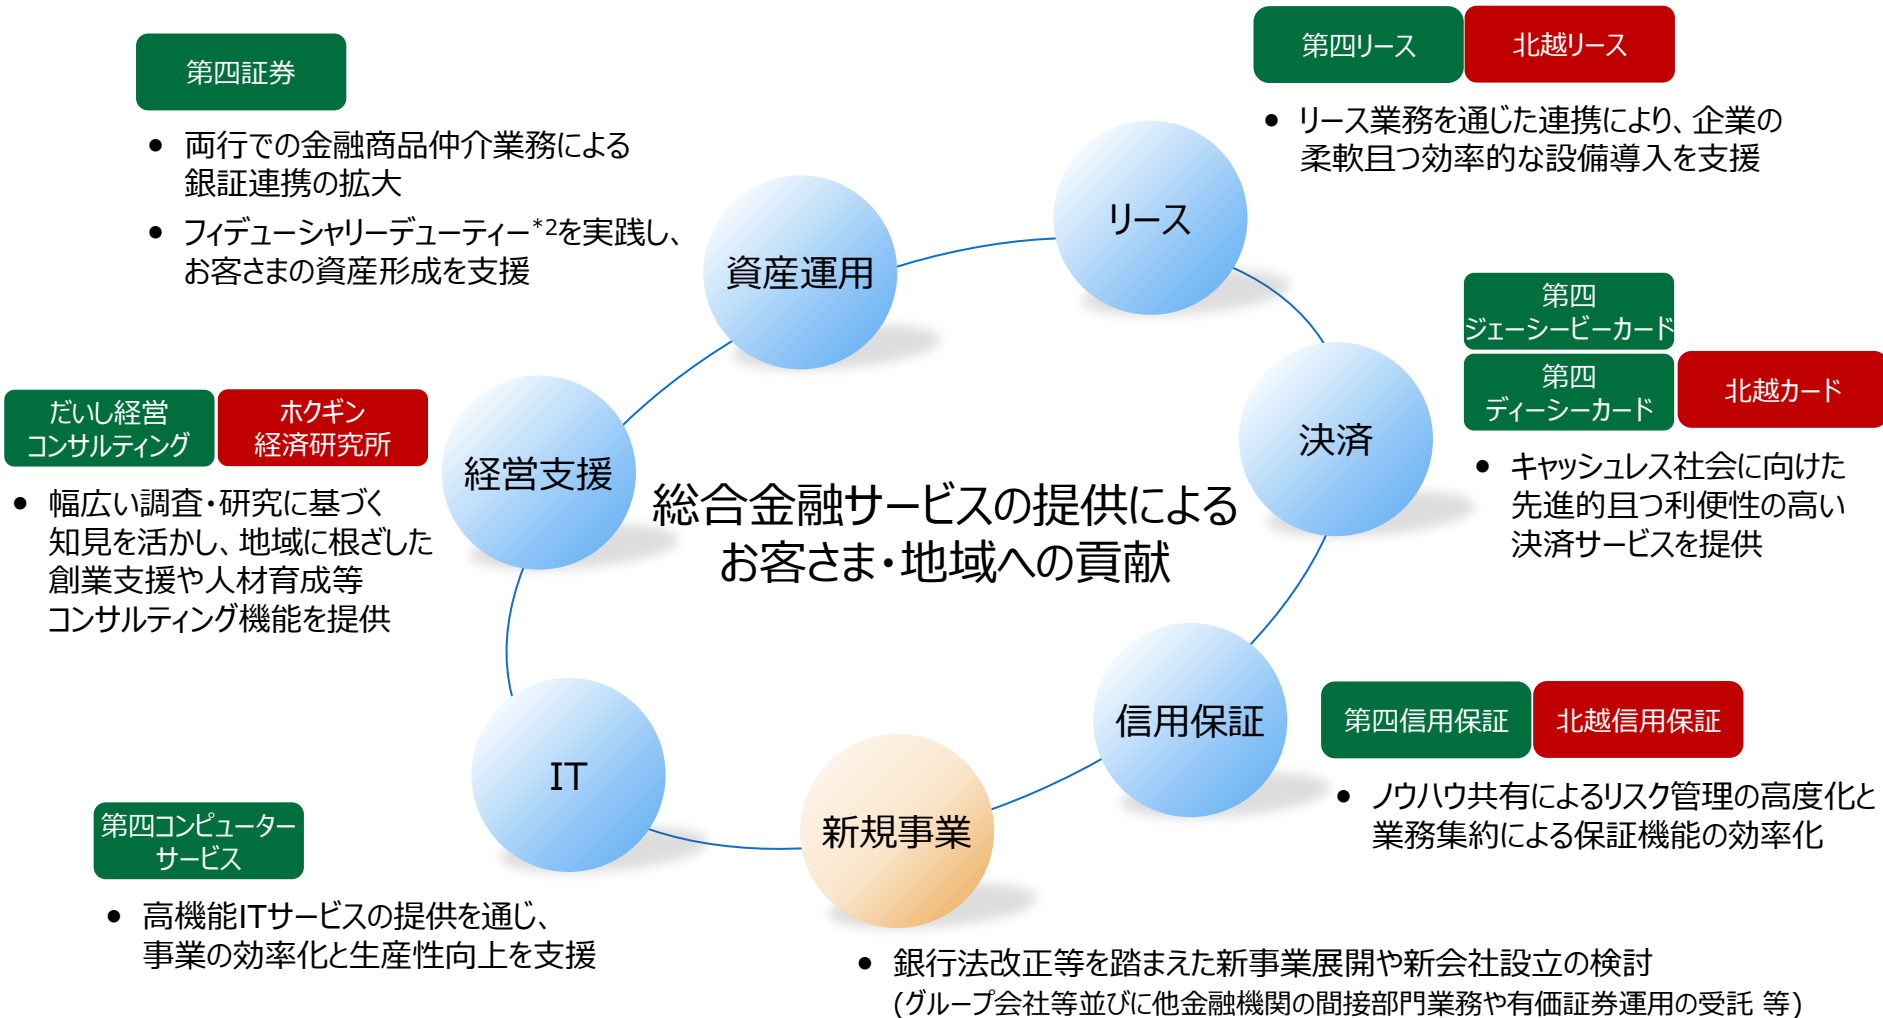 第四証券
両行での金融商品仲介業務による
銀証連携の拡大
フィデューシャリーデューティー*2を実践し、
お客さまの資産形成を支援
資産運用
第四リース
北越リース
リース業務を通じた連携により、企業の
柔軟且つ効率的な設備導入を支援
リース
第四
ジェーシービーカード
第四
ディーシーカード
北越カード
キャッシュレス社会に向けた
先進的且つ利便性の高い
決済サービスを提供
決済
だいし経営
コンサルティング
ホクギン
経済研究所
幅広い調査・研究に基づく
知見を活かし、地域に根ざした
創業支援や人材育成等
コンサルティング機能を提供
経営支援
総合金融サービスの提供による
お客さま・地域への貢献
信用保証
第四信用保証
北越信用保証
ノウハウ共有によるリスク管理の高度化と
業務集約による保証機能の効率化
IT
第四コンピューター
サービス
高機能ITサービスの提供を通じ、
事業の効率化と生産性向上を支援
新規事業
銀行法改正等を踏まえた新事業展開や新会社設立の検討
(グループ会社等並びに他金融機関の間接部門業務や有価証券運用の受託 等)